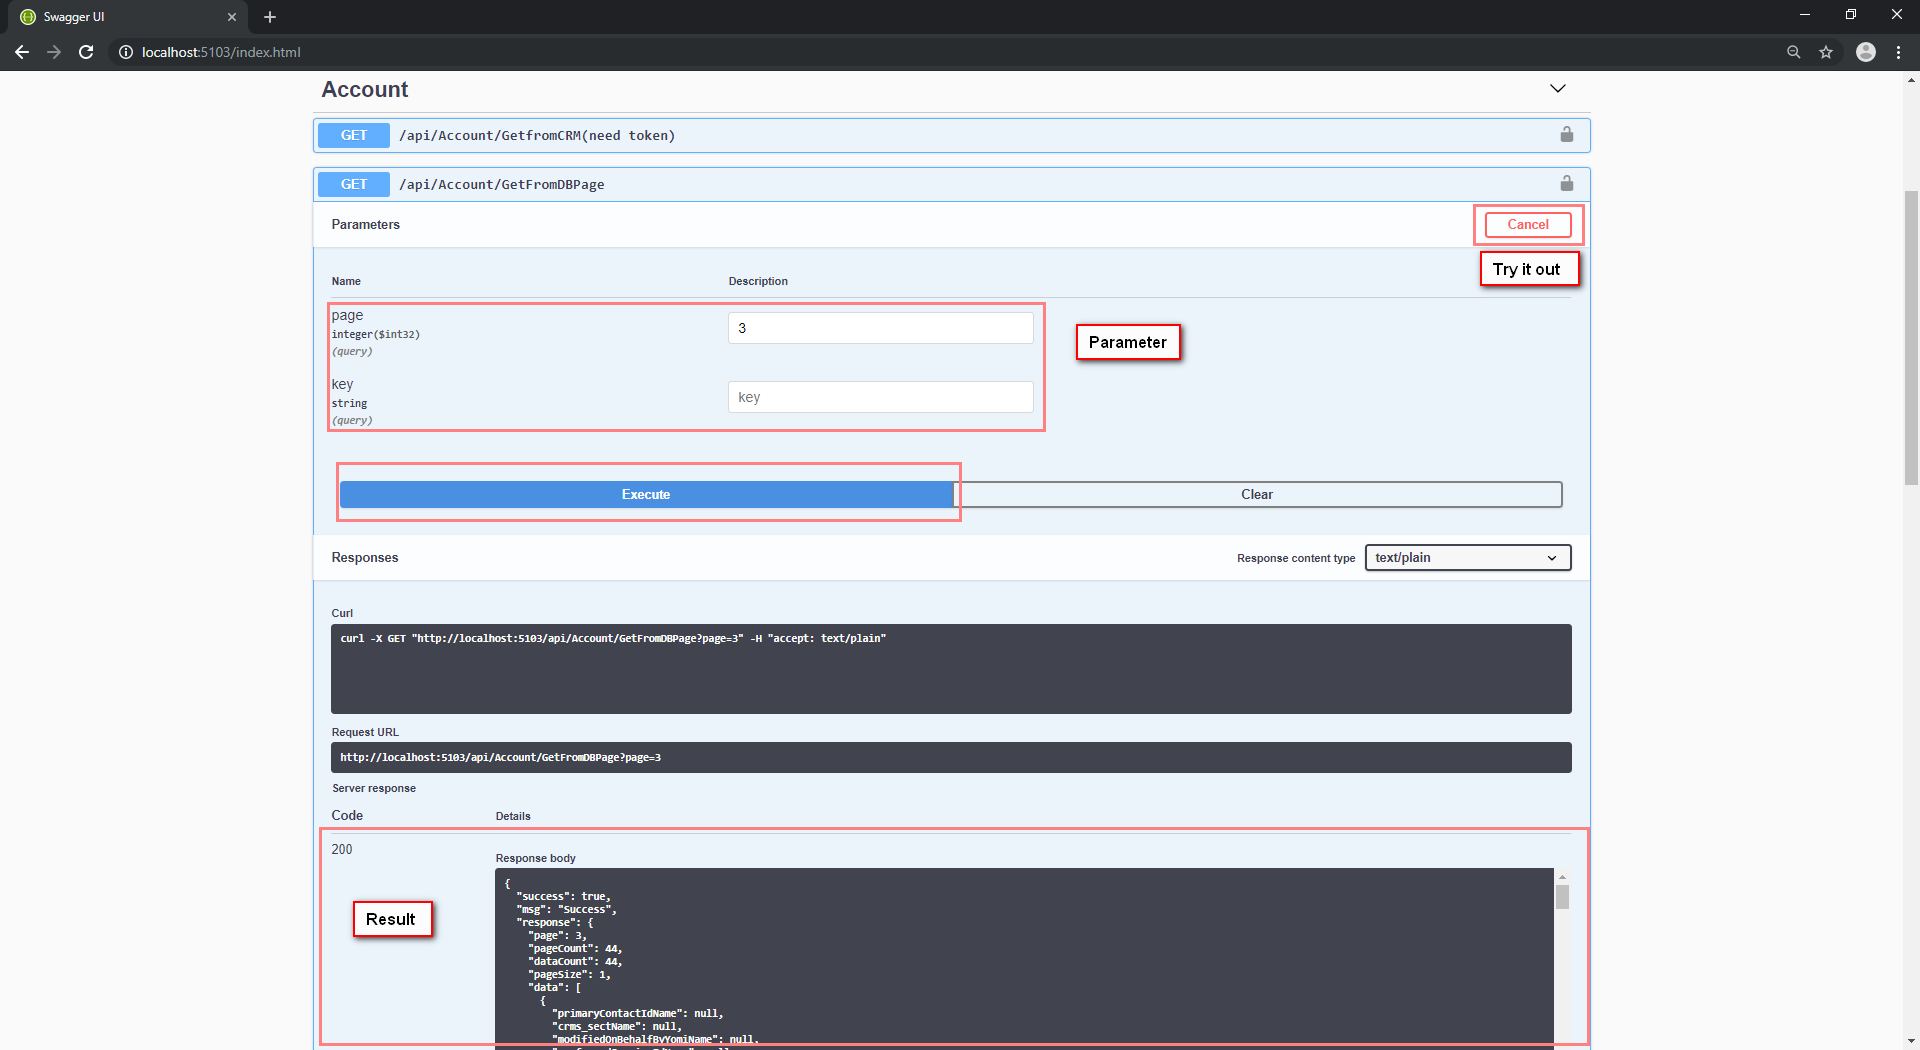 Swagger UI
localhost:5103/index.html
Account
GET /api/Account/GetfromCRM(need token)
GET /api/Account/GetFromDBPage
Parameters
Cancel
Try it out
Name Description
page
integer($int32)
(query)
3
Parameter
key
string
(query)
key
Execute Clear
Responses Response content type text/plain
Curl
curl -X GET "http://localhost:5103/api/Account/GetFromDBPage?page=3" -H "accept: text/plain"
Request URL
http://localhost:5103/api/Account/GetFromDBPage?page=3
Server response
Code Details
200
Response body
Result
{
"success": true,
"msg": "Success",
"response": {
"page": 3,
"pageCount": 44,
"dataCount": 44,
"pageSize": 1,
"data": [
{
"primaryContactIdName": null,
"crms_sectName": null,
"modifiedOnBehalfByYomiName": null,